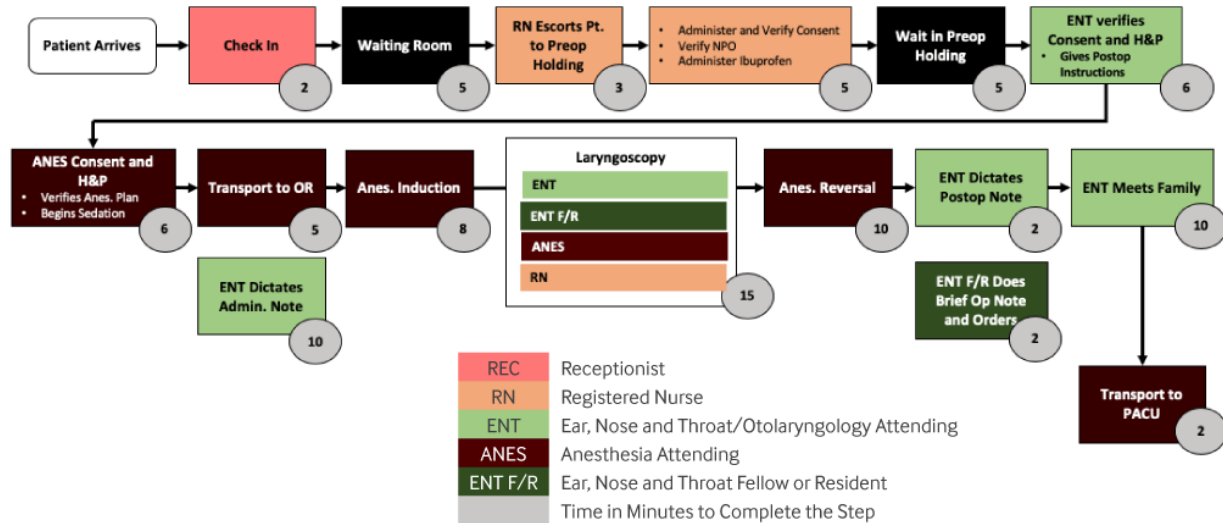 Patient Arrives
Check In
2
Waiting Room
5
RN Escorts Pt.
to Preop
Holding
3
• Administer and Verify Consent
• Verify NPO
• Administer Ibuprofen
5
Wait in Preop
Holding
5
ENT verifies
Consent and H&P
• Gives Postop
Instructions
6
ANES Consent and
H&P
• Verifies Anes. Plan
• Begins Sedation
6
Transport to OR
5
Anes. Induction
8
Laryngoscopy
ENT
ENT F/R
ANES
RN
15
Anes. Reversal
10
ENT Dictates
Postop Note
2
ENT Meets Family
10
ENT Dictates
Admin. Note
10
ENT F/R Does
Brief Op Note
and Orders
2
Transport to
PACU
2
REC Receptionist
RN Registered Nurse
ENT Ear, Nose and Throat/Otolaryngology Attending
ANES Anesthesia Attending
ENT F/R Ear, Nose and Throat Fellow or Resident
Time in Minutes to Complete the Step